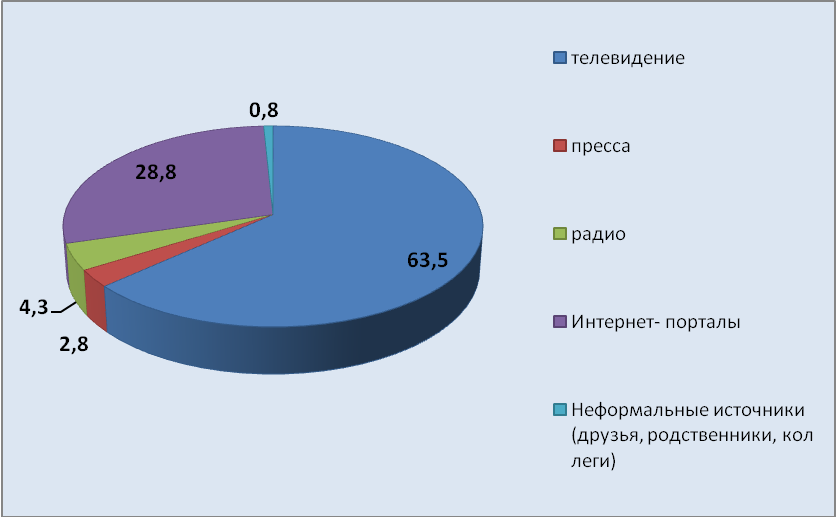 0,8
28,8
63,5
4,3
2,8
телевидение
пресса
радио
Интернет- порталы
Неформальные источники
(друзья, родственники, кол
леги)